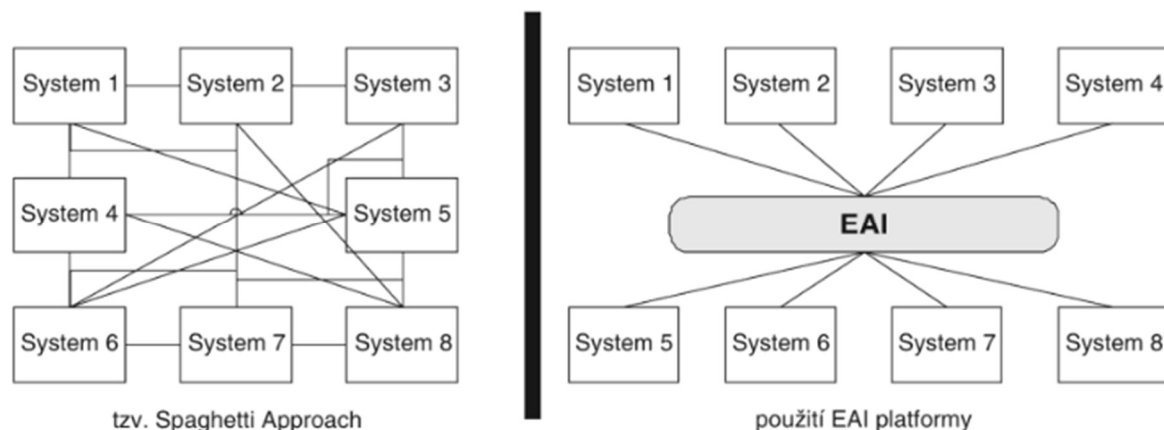 System 1
System 2
System 3
System 4
System 5
System 6
System 7
System 8
tzv. Spaghetti Approach
System 1
System 2
System 3
System 4
EAI
System 5
System 6
System 7
System 8
použití EAI platformy